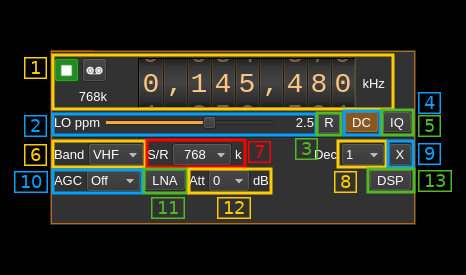 1
0,145,480 kHz
768k
2 LO ppm 2.5 R DC IQ 4
5
6 Band VHF S/R 768 k 7 3 Dec 1 X 9
10 AGC Off LNA Att 0 dB 8 DSP 13
11 12